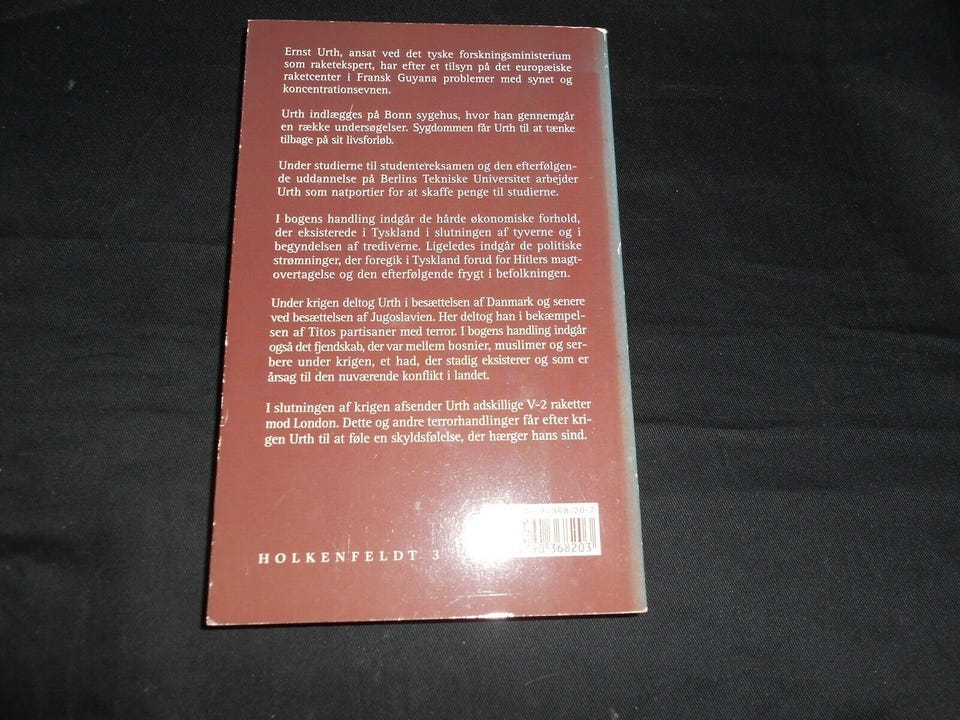 Ernst Urth, ansat ved det tyske forskningsministerium
som raketekspert, har efter et tilsyn på det europæiske
raketcenter i Fransk Guyana problemer med synet og
koncentrationsevnen.
Urth indlægges på Bonn sygehus, hvor han gennemgår
en række undersøgelser. Sygdommen får Urth til at tænke
tilbage på sit livsforløb.
Under studierne til studentereksamen og den efterfølgen-
de uddannelse på Berlins Tekniske Universitet arbejder
Urth som natportier for at skaffe penge til studierne.
I bogens handling indgår de hårde økonomiske forhold,
der eksisterede i Tyskland i slutningen af tyverne og i
begyndelsen af trediverne. Ligeledes indgår de politiske
strømninger, der foregik i Tyskland forud for Hitlers magt-
overtagelse og den efterfølgende frygt i befolkningen.
Under krigen deltog Urth i besættelsen af Danmark og senere
ved besættelsen af Jugoslavien. Her deltog han i bekæmpel-
sen af Titos partisaner med terror. I bogens handling indgår
også det fjendskab, der var mellem bosnier, muslimer og ser-
bere under krigen, et had, der stadig eksisterer og som er
årsag til den nuværende konflikt i landet.
I slutningen af krigen afsender Urth adskillige V-2 raketter
mod London. Dette og andre terrorhandlinger får efter kri-
gen Urth til at føle en skyldsfølelse, der hærger hans sind.
HOLKENFELDT 3